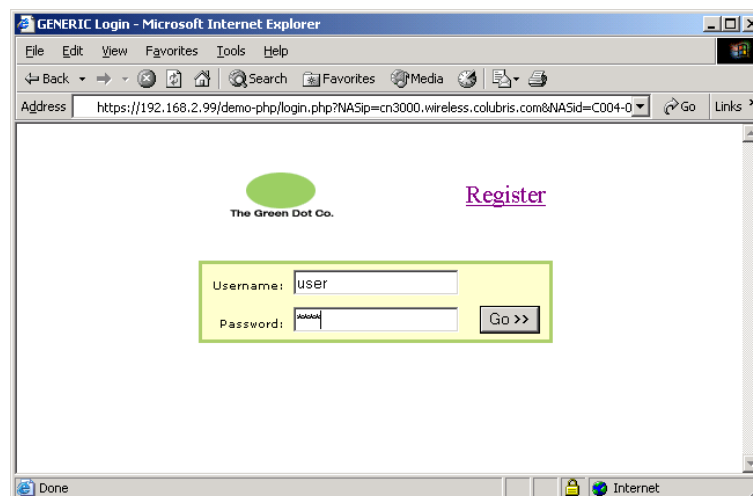 GENERIC Login - Microsoft Internet Explorer
File Edit View Favorites Tools Help
Back Search Favorites Media
Address https://192.168.2.99/demo-php/login.php?NASip=cn3000.wireless.colubris.com&NASid=C004-0 Go Links »
The Green Dot Co.
Register
Username: user
Password: ****
Go >>
Done Internet